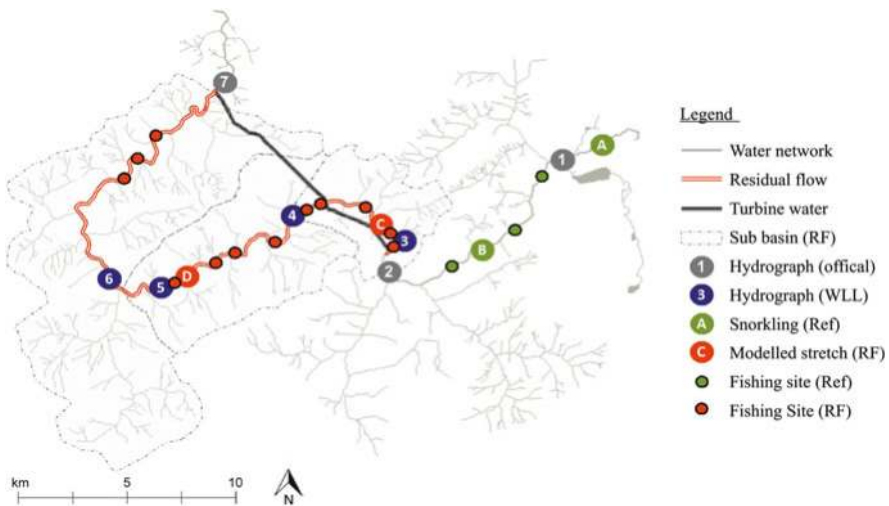 7
A
1
4
C
3
B
2
6
5
D
km
5
10
N
Legend
Water network
Residual flow
Turbine water
Sub basin (RF)
1 Hydrograph (offical)
3 Hydrograph (WLL)
A Snorkling (Ref)
C Modelled stretch (RF)
Fishing site (Ref)
Fishing Site (RF)